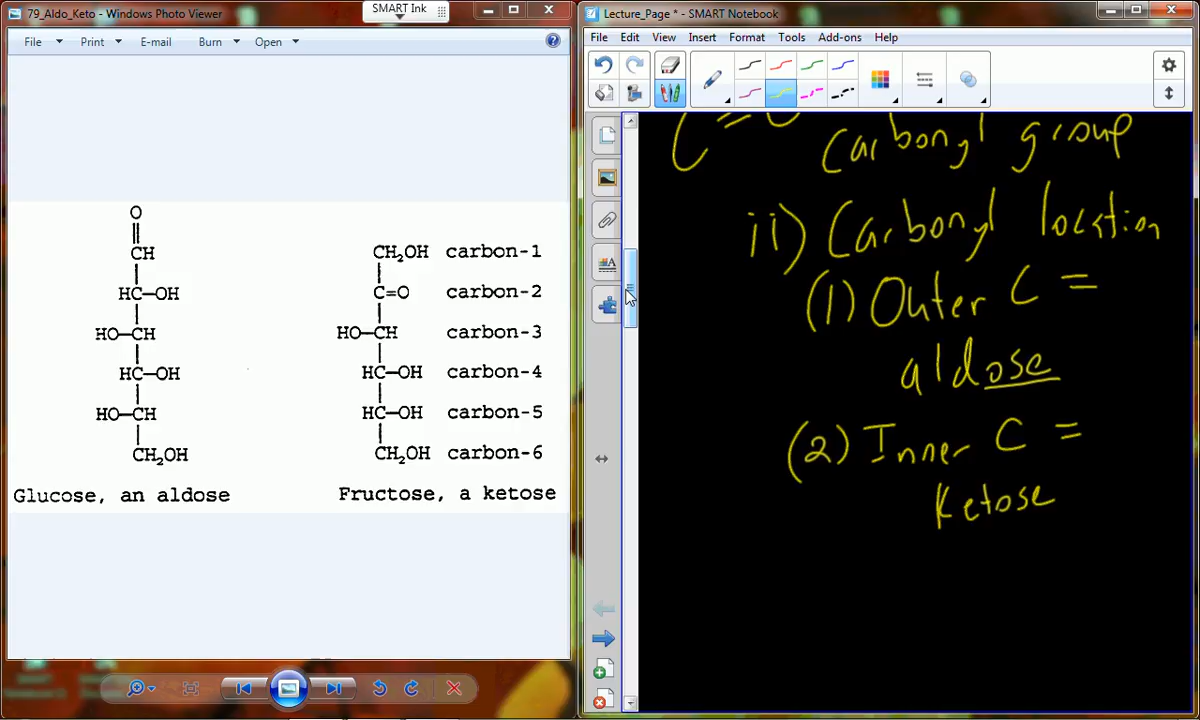 79_Aldo_Keto - Windows Photo Viewer
SMART Ink
File Print E-mail Burn Open
O
CH
HC—OH
HO—CH
HC—OH
HO—CH
CH₂OH
Glucose, an aldose
CH₂OH carbon-1
C=O carbon-2
HO—CH carbon-3
HC—OH carbon-4
HC—OH carbon-5
CH₂OH carbon-6
Fructose, a ketose
Lecture_Page * - SMART Notebook
File Edit View Insert Format Tools Add-ons Help
C=O Carbonyl group
ii) Carbonyl location
(1) Outer C =
aldose
(2) Inner C =
Ketose